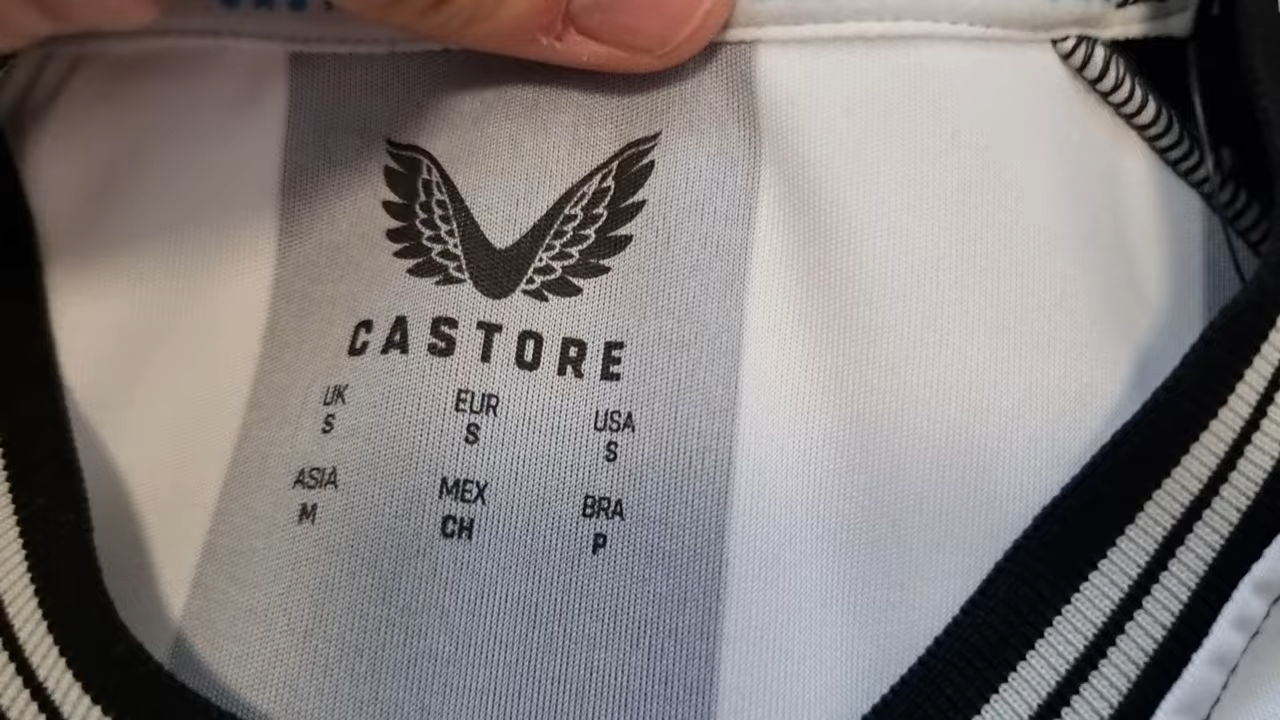 CASTORE
UK EUR USA
S S S
ASIA MEX BRA
M CH P